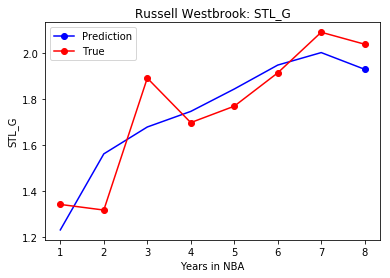 Russell Westbrook: STL_G
Prediction
True
STL_G
2.0
1.8
1.6
1.4
1.2
1 2 3 4 5 6 7 8
Years in NBA